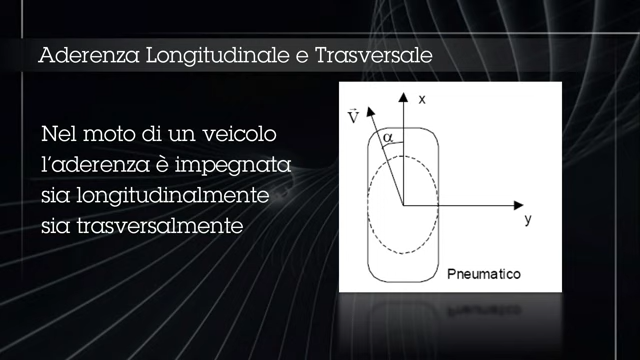 Aderenza Longitudinale e Trasversale
Nel moto di un veicolo
l'aderenza è impegnata
sia longitudinalmente
sia trasversalmente
x
V
α
y
Pneumatico